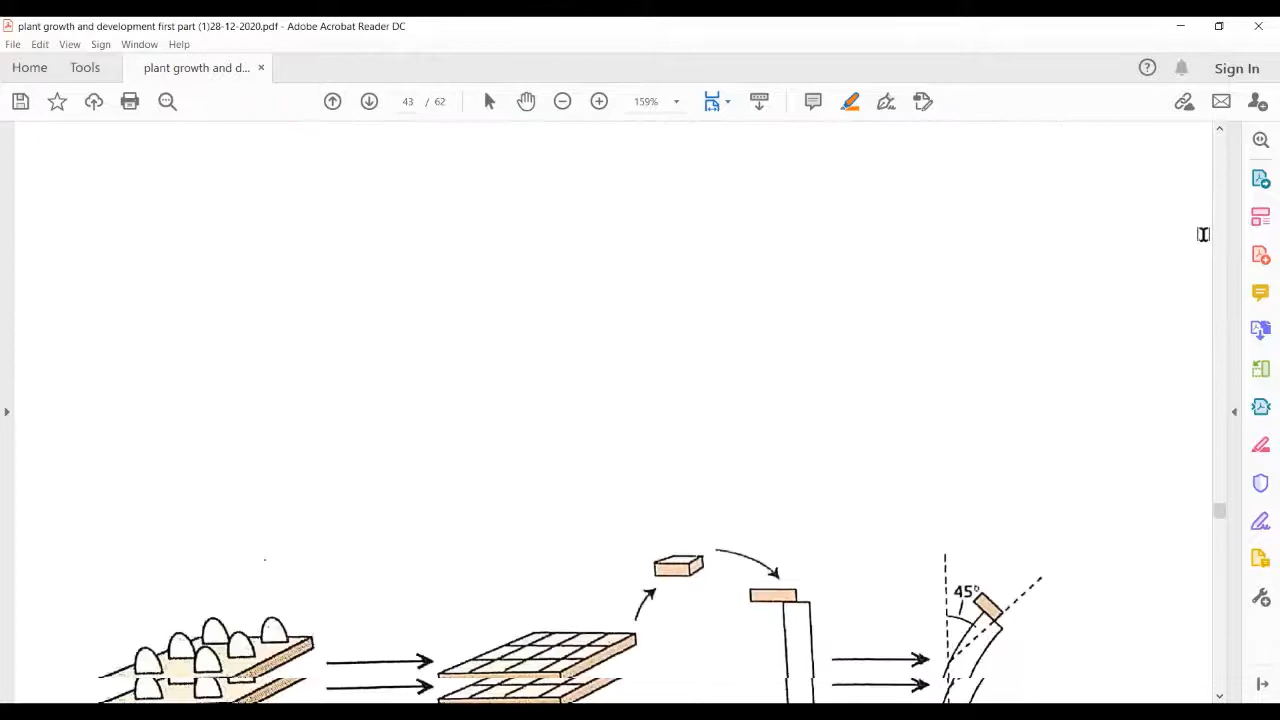 plant growth and development first part (1)28-12-2020.pdf - Adobe Acrobat Reader DC
File Edit View Sign Window Help
Home Tools plant growth and d... × Sign In
43 / 62 159%
45°